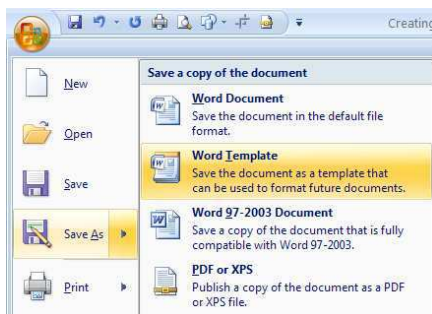 Creating
Save a copy of the document
New
Word Document
Save the document in the default file
format.
Open
Word Template
Save the document as a template that
can be used to format future documents.
Save
Word 97-2003 Document
Save a copy of the document that is fully
compatible with Word 97-2003.
Save As
PDF or XPS
Publish a copy of the document as a PDF
or XPS file.
Print